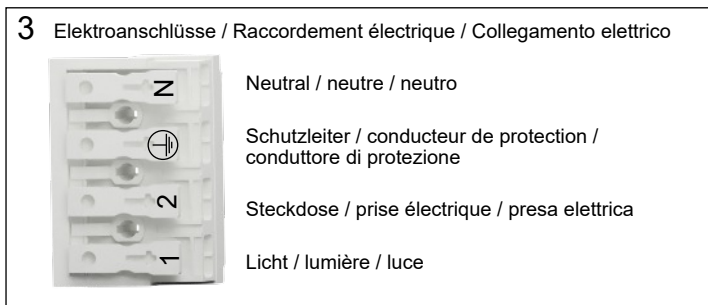 3 Elektroanschlüsse / Raccordement électrique / Collegamento elettrico
N
Neutral / neutre / neutro
Schutzleiter / conducteur de protection /
conduttore di protezione
2
Steckdose / prise électrique / presa elettrica
1
Licht / lumière / luce